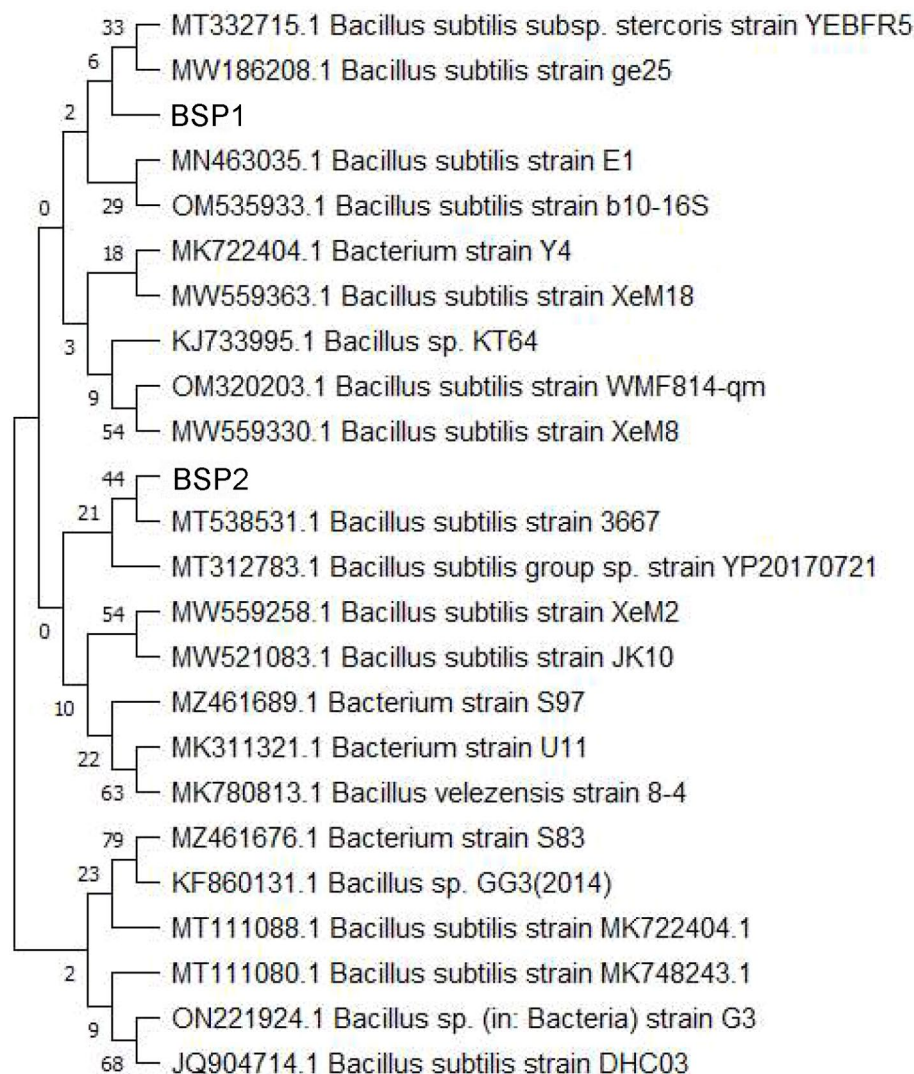 33 MT332715.1 Bacillus subtilis subsp. stercoris strain YEBFR5
6 MW186208.1 Bacillus subtilis strain ge25
2 BSP1
MN463035.1 Bacillus subtilis strain E1
0 29 OM535933.1 Bacillus subtilis strain b10-16S
18 MK722404.1 Bacterium strain Y4
MW559363.1 Bacillus subtilis strain XeM18
3 KJ733995.1 Bacillus sp. KT64
9 OM320203.1 Bacillus subtilis strain WMF814-qm
54 MW559330.1 Bacillus subtilis strain XeM8
44 BSP2
21 MT538531.1 Bacillus subtilis strain 3667
MT312783.1 Bacillus subtilis group sp. strain YP20170721
54 MW559258.1 Bacillus subtilis strain XeM2
0 MW521083.1 Bacillus subtilis strain JK10
10 MZ461689.1 Bacterium strain S97
22 MK311321.1 Bacterium strain U11
63 MK780813.1 Bacillus velezensis strain 8-4
79 MZ461676.1 Bacterium strain S83
23 KF860131.1 Bacillus sp. GG3(2014)
MT111088.1 Bacillus subtilis strain MK722404.1
2 MT111080.1 Bacillus subtilis strain MK748243.1
9 ON221924.1 Bacillus sp. (in: Bacteria) strain G3
68 JQ904714.1 Bacillus subtilis strain DHC03